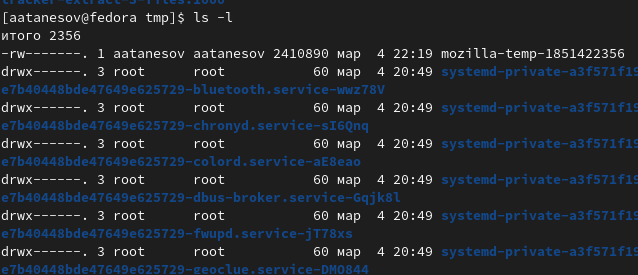 tracker-extract-3-files.1000
[aatanesov@fedora tmp]$ ls -l
итого 2356
-rw-------. 1 aatanesov aatanesov 2410890 мар  4 22:19 mozilla-temp-1851422356
drwx------. 3 root      root           60 мар  4 20:49 systemd-private-a3f571f19
e7b40448bde47649e625729-bluetooth.service-wwz78V
drwx------. 3 root      root           60 мар  4 20:49 systemd-private-a3f571f19
e7b40448bde47649e625729-chronyd.service-sI6Qnq
drwx------. 3 root      root           60 мар  4 20:49 systemd-private-a3f571f19
e7b40448bde47649e625729-colord.service-aE8eao
drwx------. 3 root      root           60 мар  4 20:49 systemd-private-a3f571f19
e7b40448bde47649e625729-dbus-broker.service-Gqjk8l
drwx------. 3 root      root           60 мар  4 20:49 systemd-private-a3f571f19
e7b40448bde47649e625729-fwupd.service-jT78xs
drwx------. 3 root      root           60 мар  4 20:49 systemd-private-a3f571f19
e7b40448bde47649e625729-geoclue.service-DMO844